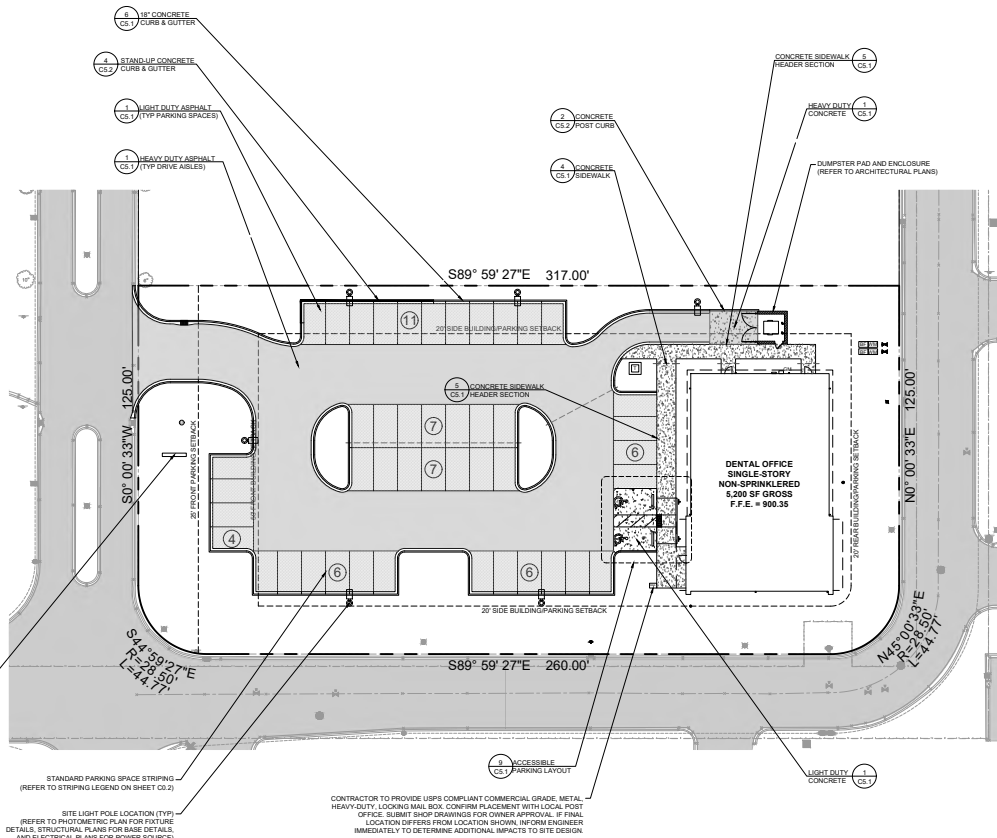 6
C5.1
18" CONCRETE
CURB & GUTTER
4
C5.2
STAND-UP CONCRETE
CURB & GUTTER
1
C5.1
LIGHT DUTY ASPHALT
(TYP PARKING SPACES)
1
C5.1
HEAVY DUTY ASPHALT
(TYP DRIVE AISLES)
2
C5.2
CONCRETE
POST CURB
4
C5.1
CONCRETE
SIDEWALK
CONCRETE SIDEWALK
HEADER SECTION
5
C5.1
HEAVY DUTY
CONCRETE
1
C5.1
DUMPSTER PAD AND ENCLOSURE
(REFER TO ARCHITECTURAL PLANS)
S89° 59' 27"E 317.00'
11
20' SIDE BUILDING/PARKING SETBACK
S0° 00' 33"W 125.00'
25' FRONT PARKING SETBACK
5
C5.1
CONCRETE SIDEWALK
HEADER SECTION
7
7
6
4
6
6
DENTAL OFFICE
SINGLE-STORY
NON-SPRINKLERED
5,200 SF GROSS
F.F.E. = 900.35
20' REAR BUILDING/PARKING SETBACK
N0° 00' 33"E 125.00'
20' SIDE BUILDING/PARKING SETBACK
S44°59'27"E
R=28.50'
L=44.77'
S89° 59' 27"E 260.00'
N45°00'33"E
R=28.50'
L=44.77'
STANDARD PARKING SPACE STRIPING
(REFER TO STRIPING LEGEND ON SHEET C0.2)
SITE LIGHT POLE LOCATION (TYP)
(REFER TO PHOTOMETRIC PLAN FOR FIXTURE
DETAILS, STRUCTURAL PLANS FOR BASE DETAILS,
AND ELECTRICAL PLANS FOR POWER SOURCE)
9
C5.1
ACCESSIBLE
PARKING LAYOUT
CONTRACTOR TO PROVIDE USPS COMPLIANT COMMERCIAL GRADE, METAL,
HEAVY-DUTY, LOCKING MAIL BOX. CONFIRM PLACEMENT WITH LOCAL POST
OFFICE. SUBMIT SHOP DRAWINGS FOR OWNER APPROVAL. IF FINAL
LOCATION DIFFERS FROM LOCATION SHOWN, INFORM ENGINEER
IMMEDIATELY TO DETERMINE ADDITIONAL IMPACTS TO SITE DESIGN.
LIGHT DUTY
CONCRETE
1
C5.1